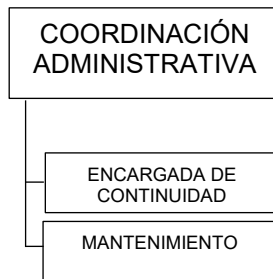 COORDINACIÓN
ADMINISTRATIVA
ENCARGADA DE
CONTINUIDAD
MANTENIMIENTO